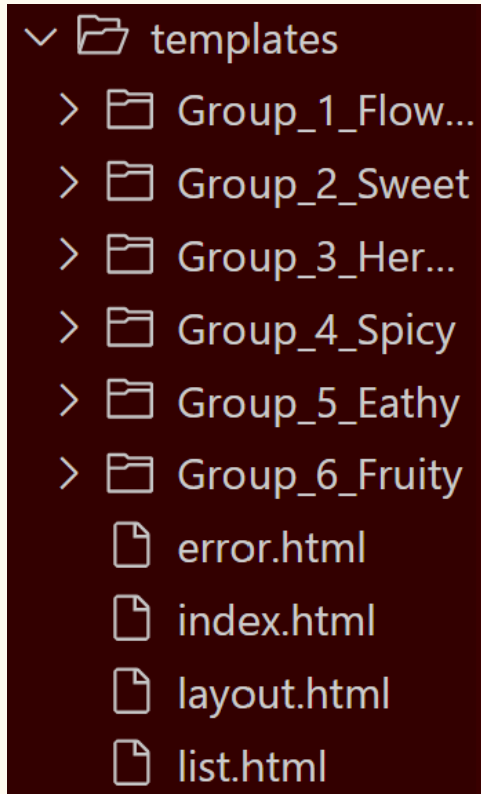 templates
Group_1_Flow...
Group_2_Sweet
Group_3_Her...
Group_4_Spicy
Group_5_Eathy
Group_6_Fruity
error.html
index.html
layout.html
list.html